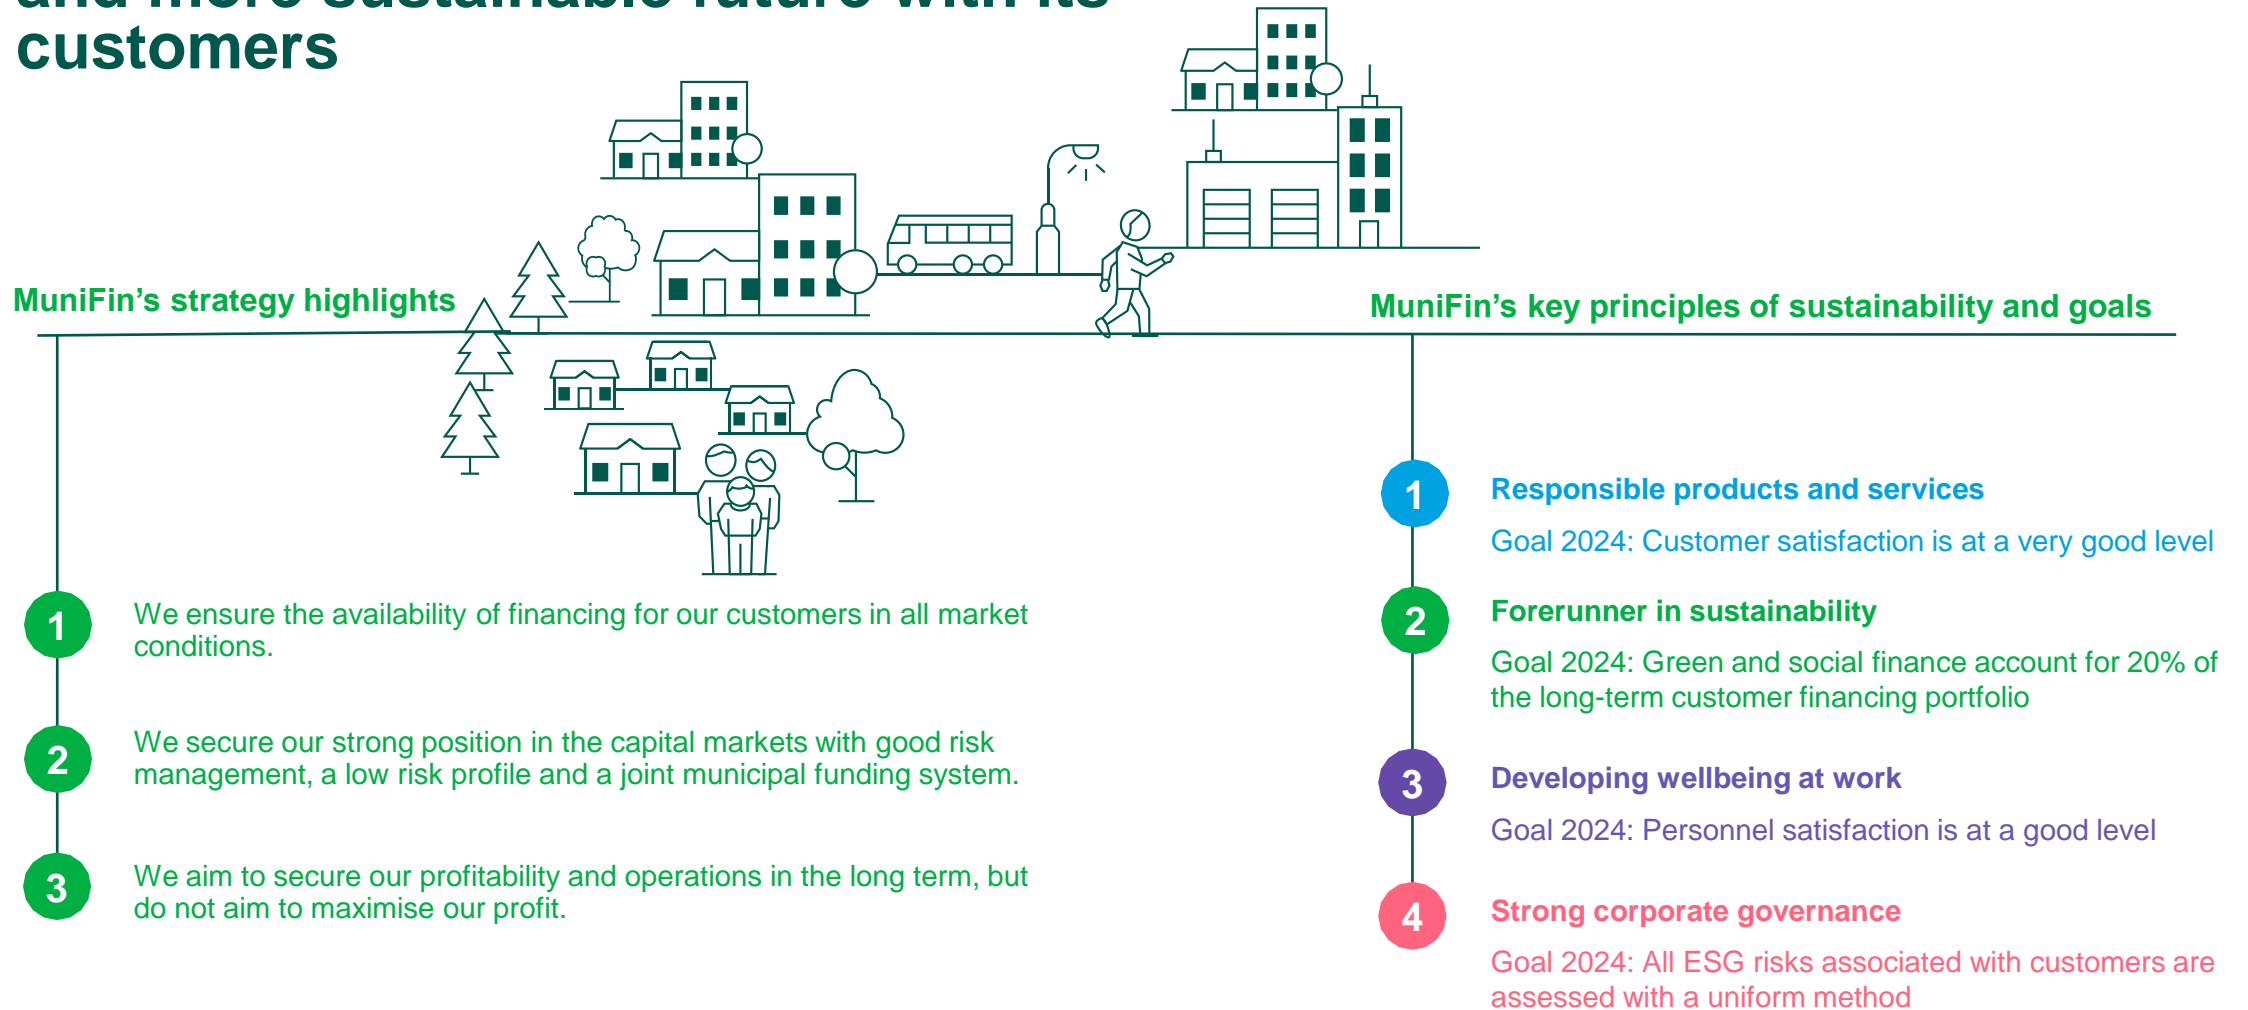 and more sustainable future with its
customers
MuniFin’s strategy highlights
1
We ensure the availability of financing for our customers in all market
conditions.
2
We secure our strong position in the capital markets with good risk
management, a low risk profile and a joint municipal funding system.
3
We aim to secure our profitability and operations in the long term, but
do not aim to maximise our profit.
MuniFin’s key principles of sustainability and goals
1
Responsible products and services
Goal 2024: Customer satisfaction is at a very good level
2
Forerunner in sustainability
Goal 2024: Green and social finance account for 20% of
the long-term customer financing portfolio
3
Developing wellbeing at work
Goal 2024: Personnel satisfaction is at a good level
4
Strong corporate governance
Goal 2024: All ESG risks associated with customers are
assessed with a uniform method